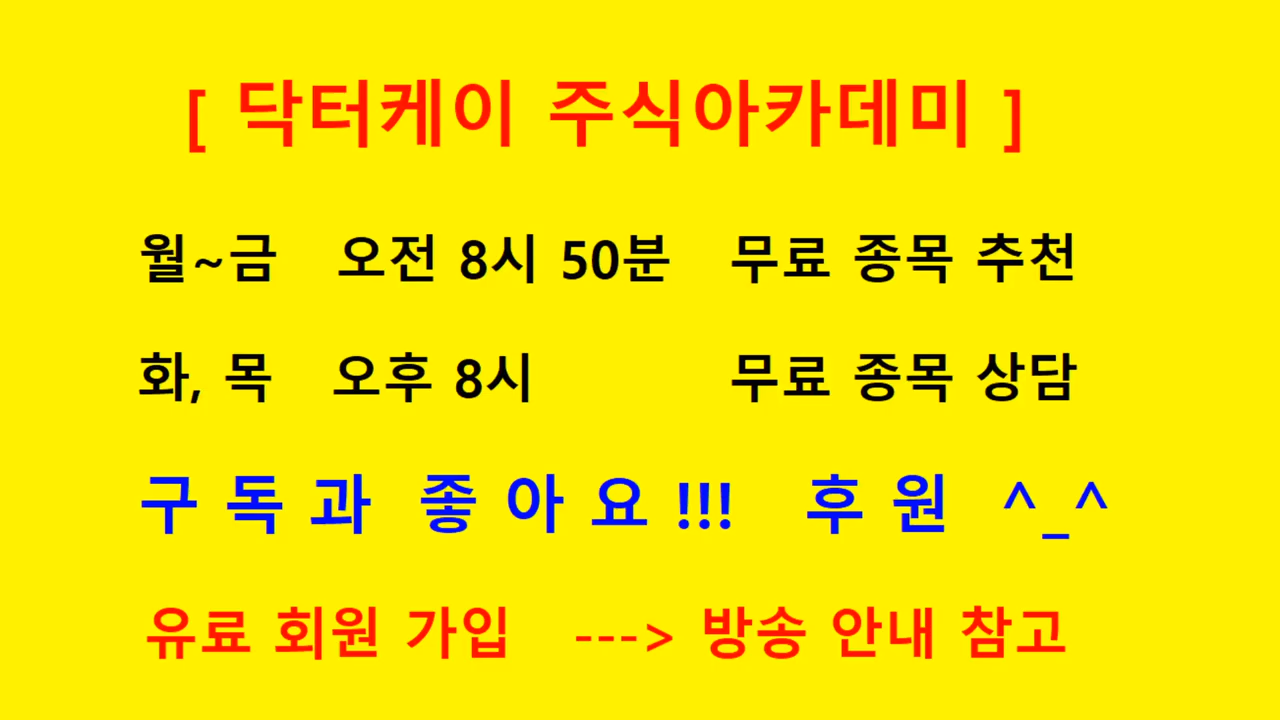 [ 닥터케이 주식아카데미 ]
월~금 오전 8시 50분 무료 종목 추천
화, 목 오후 8시 무료 종목 상담
구 독 과 좋 아 요 !!! 후 원 ^_^
유료 회원 가입 ---> 방송 안내 참고